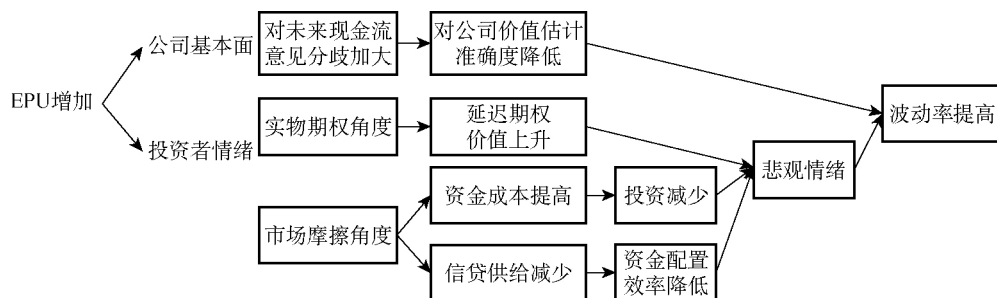 EPU增加
公司基本面
对未来现金流
意见分歧加大
对公司价值估计
准确度降低
投资者情绪
实物期权角度
延迟期权
价值上升
市场摩擦角度
资金成本提高
投资减少
信贷供给减少
资金配置
效率降低
悲观情绪
波动率提高